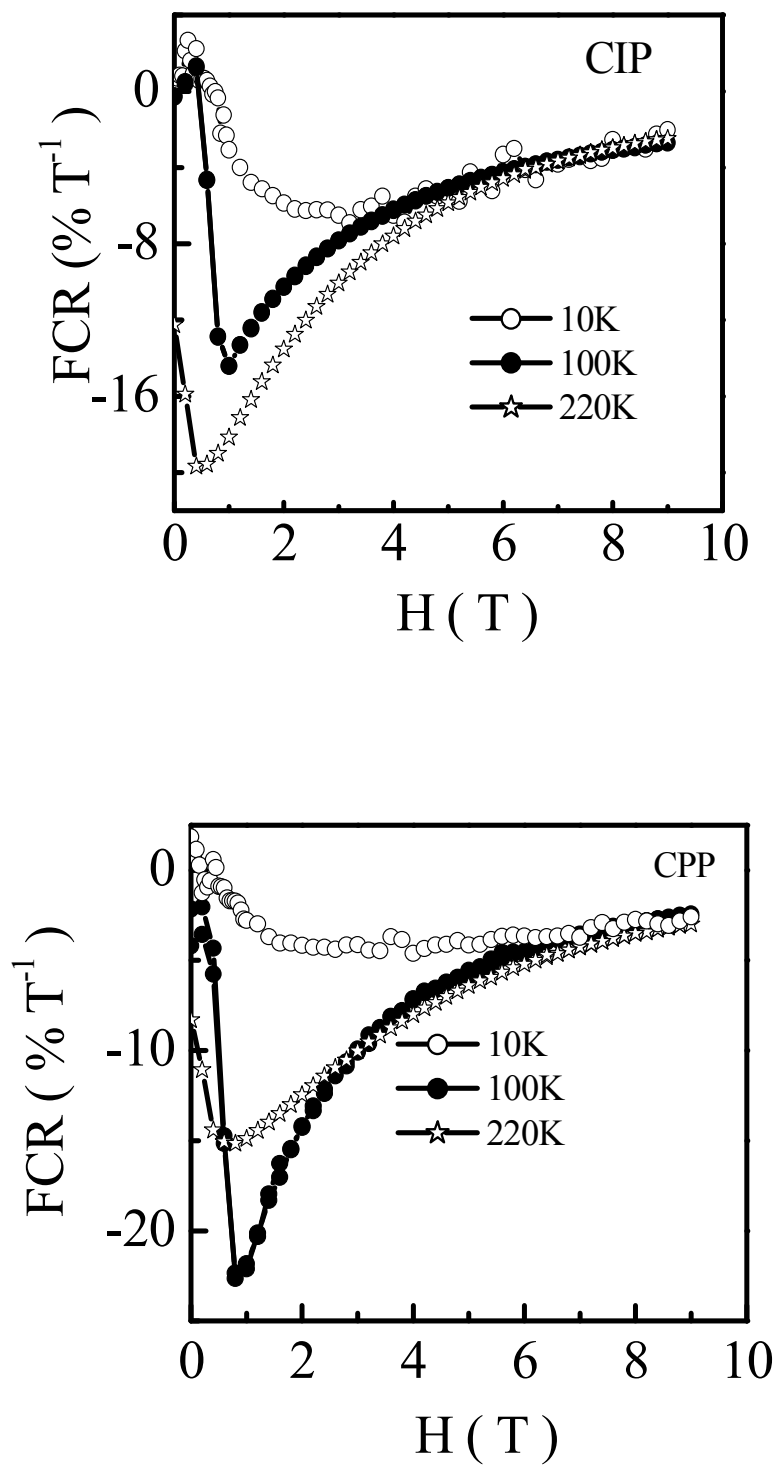 CIP
0
-8
-16
FCR (% T⁻¹)
10K
100K
220K
0 2 4 6 8 10
H ( T )
CPP
0
-10
-20
FCR ( % T⁻¹)
10K
100K
220K
0 2 4 6 8 10
H ( T )